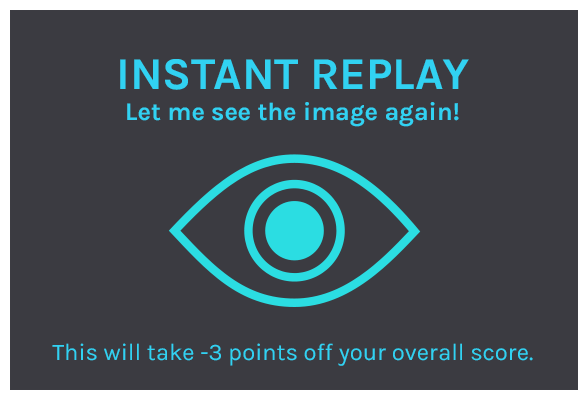 INSTANT REPLAY
Let me see the image again!
This will take -3 points off your overall score.